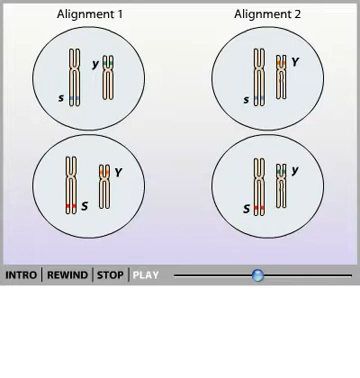 Alignment 1
Alignment 2
y
s
Y
s
Y
S
y
S
INTRO | REWIND | STOP | PLAY